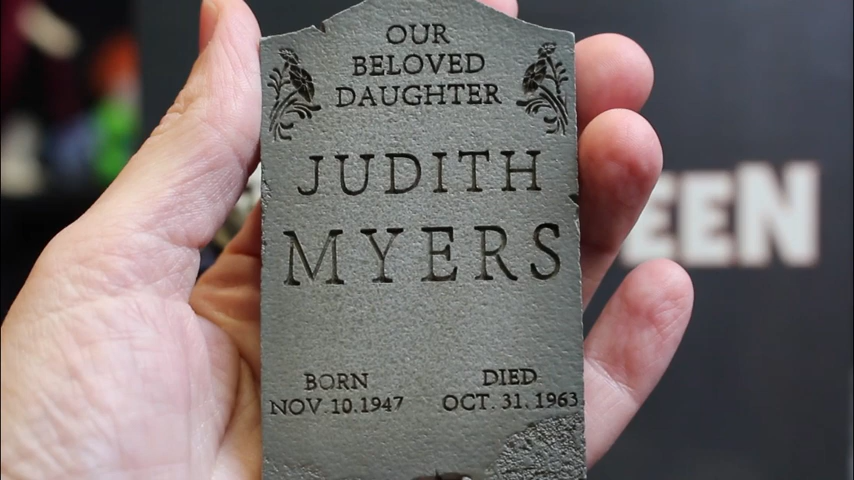 OUR
BELOVED
DAUGHTER
JUDITH
MYERS
BORN DIED
NOV. 10. 1947 OCT. 31. 1963
EEN